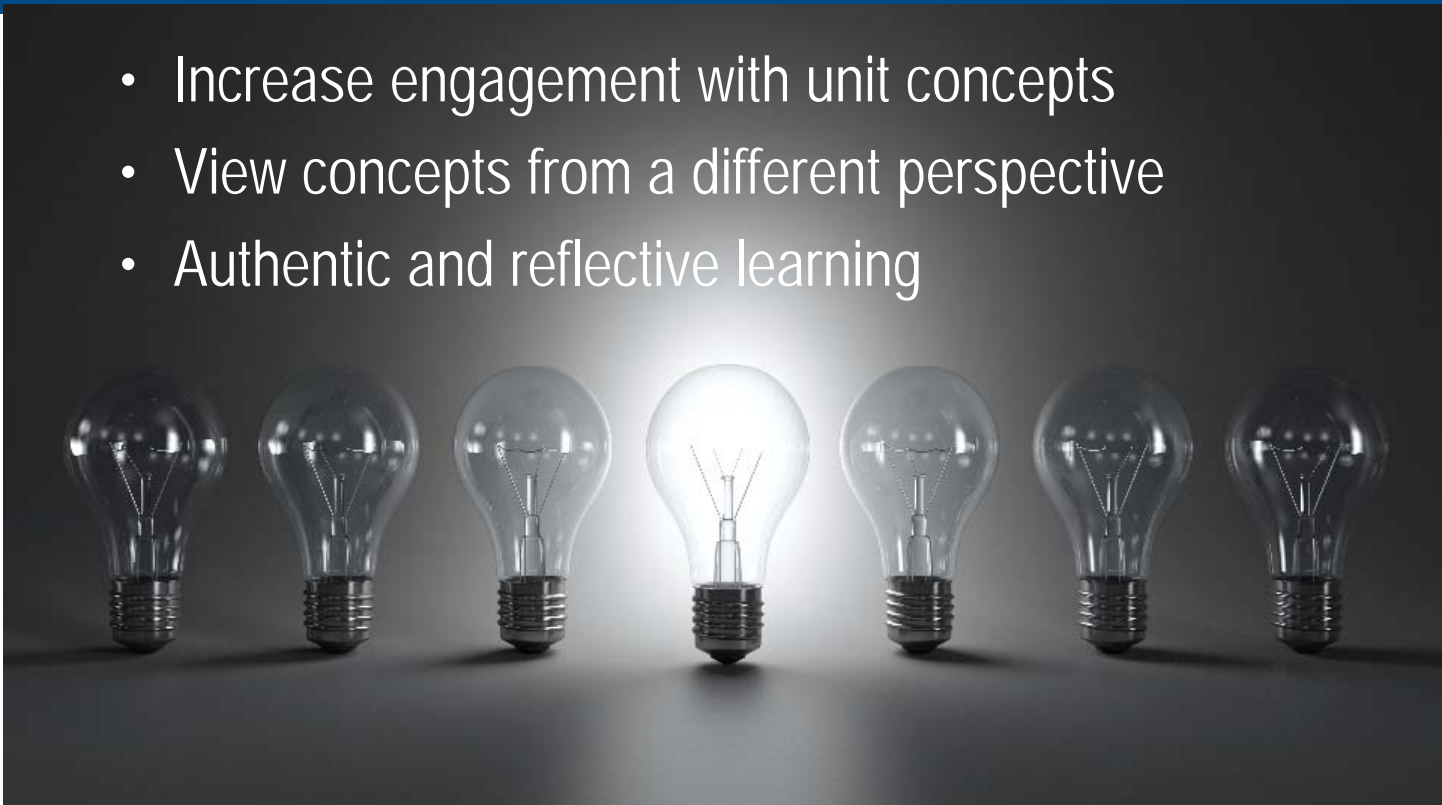 • Increase engagement with unit concepts
• View concepts from a different perspective
• Authentic and reflective learning